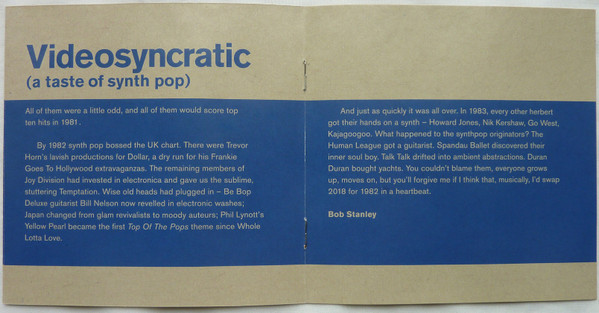 Videosyncratic
(a taste of synth pop)
All of them were a little odd, and all of them would score top
ten hits in 1981.
By 1982 synth pop bossed the UK chart. There were Trevor
Horn's lavish productions for Dollar, a dry run for his Frankie
Goes To Hollywood extravaganzas. The remaining members of
Joy Division had invested in electronica and gave us the sublime,
stuttering Temptation. Wise old heads had plugged in – Be Bop
Deluxe guitarist Bill Nelson now revelled in electronic washes;
Japan changed from glam revivalists to moody auteurs; Phil Lynott's
Yellow Pearl became the first Top Of The Pops theme since Whole
Lotta Love.
And just as quickly it was all over. In 1983, every other herbert
got their hands on a synth – Howard Jones, Nik Kershaw, Go West,
Kajagoogoo. What happened to the synthpop originators? The
Human League got a guitarist. Spandau Ballet discovered their
inner soul boy. Talk Talk drifted into ambient abstractions. Duran
Duran bought yachts. You couldn't blame them, everyone grows
up, moves on, but you'll forgive me if I think that, musically, I'd swap
2018 for 1982 in a heartbeat.
Bob Stanley